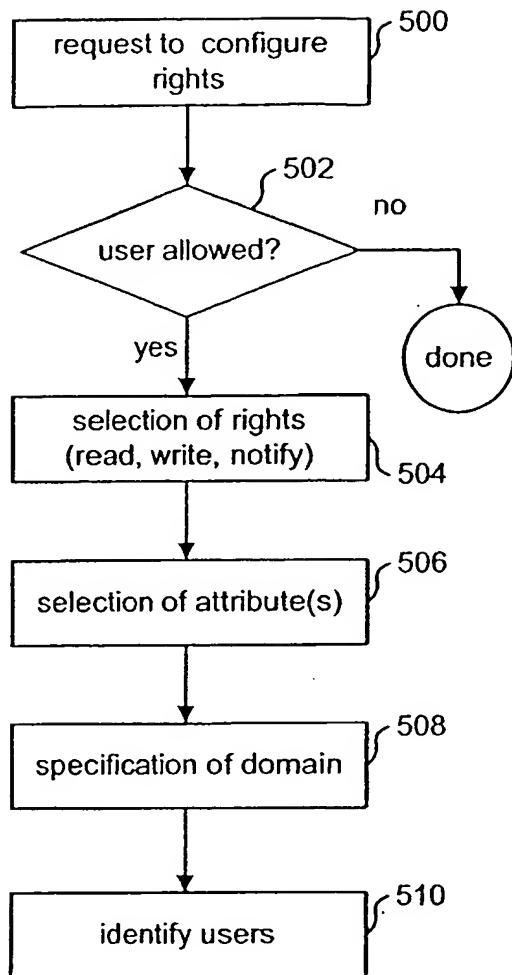 request to configure
rights
500
502
user allowed?
no
yes
done
selection of rights
(read, write, notify)
504
selection of attribute(s)
506
specification of domain
508
identify users
510